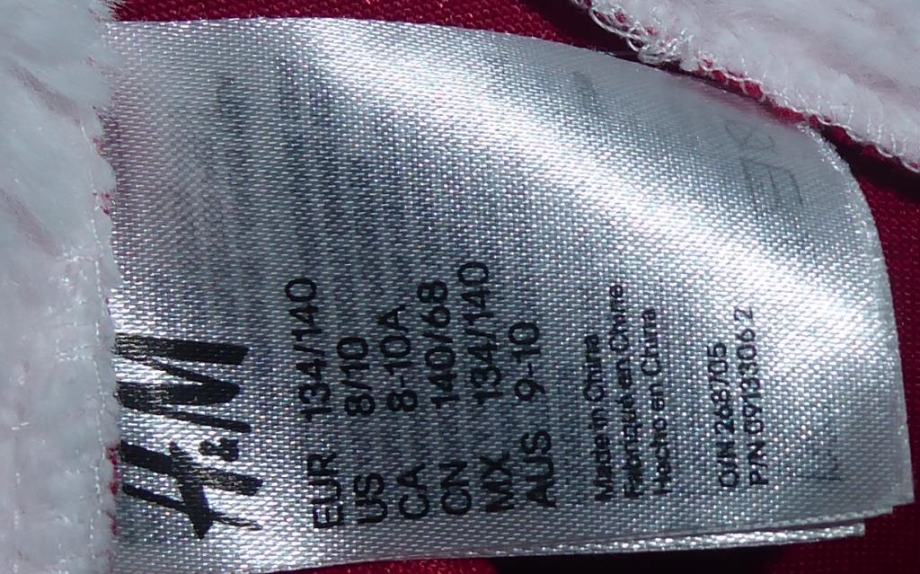 H&M
EUR 134/140
US 8/10
CA 8-10A
CN 140/68
MX 134/140
AUS 9-10
Made in China
Fabriqué en Chine
Hecho en China
O/N 268705
P/N 0913306 2